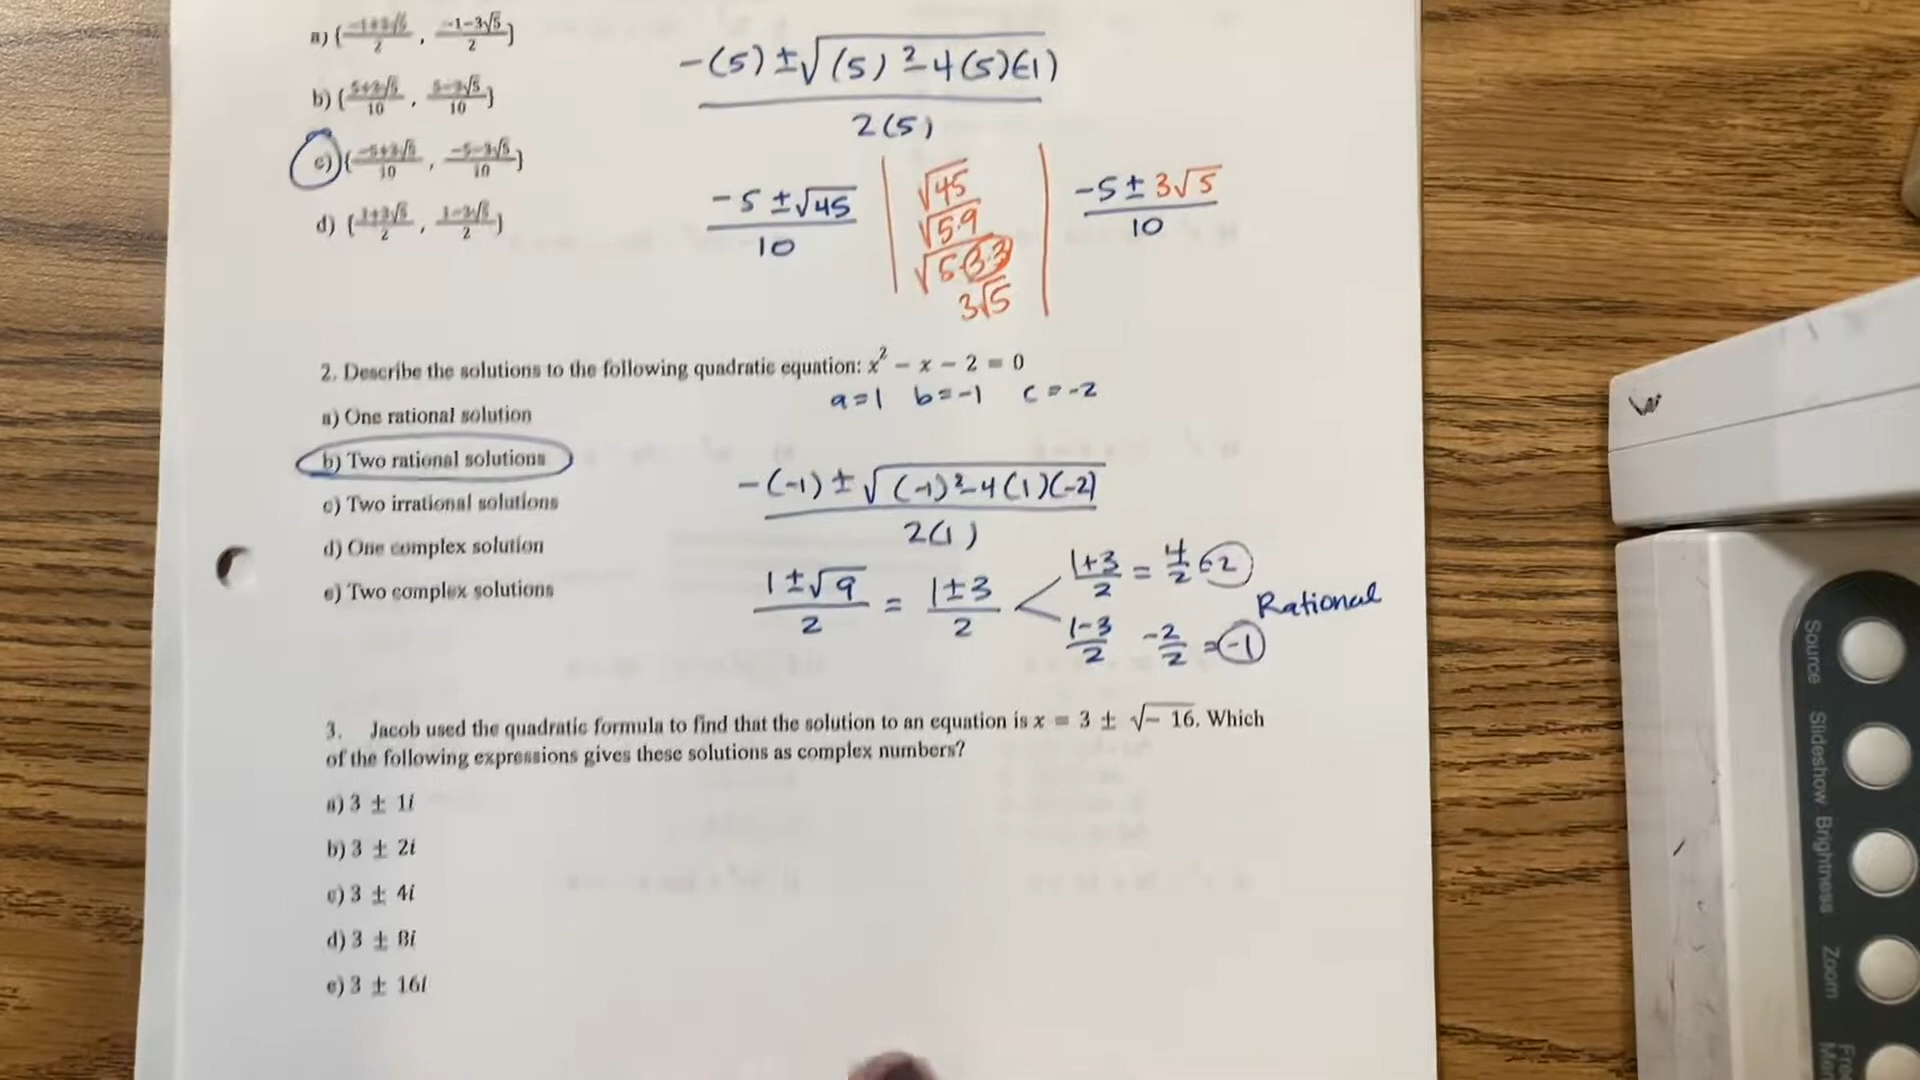 a) {(-1+3√5)/2 , (-1-3√5)/2}
b) {(5+3√5)/10 , (5-3√5)/10}
c) {(-5+3√5)/10 , (-5-3√5)/10}
d) {(1+3√5)/2 , (1-3√5)/2}
-(5) ± √(5)²-4(5)(-1)
2(5)
-5 ± √45
10
√45
√5·9
√5·3·3
3√5
-5 ± 3√5
10
2. Describe the solutions to the following quadratic equation: x² - x - 2 = 0
a=1 b=-1 c=-2
a) One rational solution
b) Two rational solutions
c) Two irrational solutions
d) One complex solution
e) Two complex solutions
-(-1) ± √(-1)²-4(1)(-2)
2(1)
(1±√9)/2 = (1±3)/2
(1+3)/2 = 4/2 = 2
(1-3)/2 -2/2 = -1
Rational
3. Jacob used the quadratic formula to find that the solution to an equation is x = 3 ± √- 16. Which
of the following expressions gives these solutions as complex numbers?
a) 3 ± 1i
b) 3 ± 2i
c) 3 ± 4i
d) 3 ± 8i
e) 3 ± 16i
Source
Slideshow
Brightness
Zoom